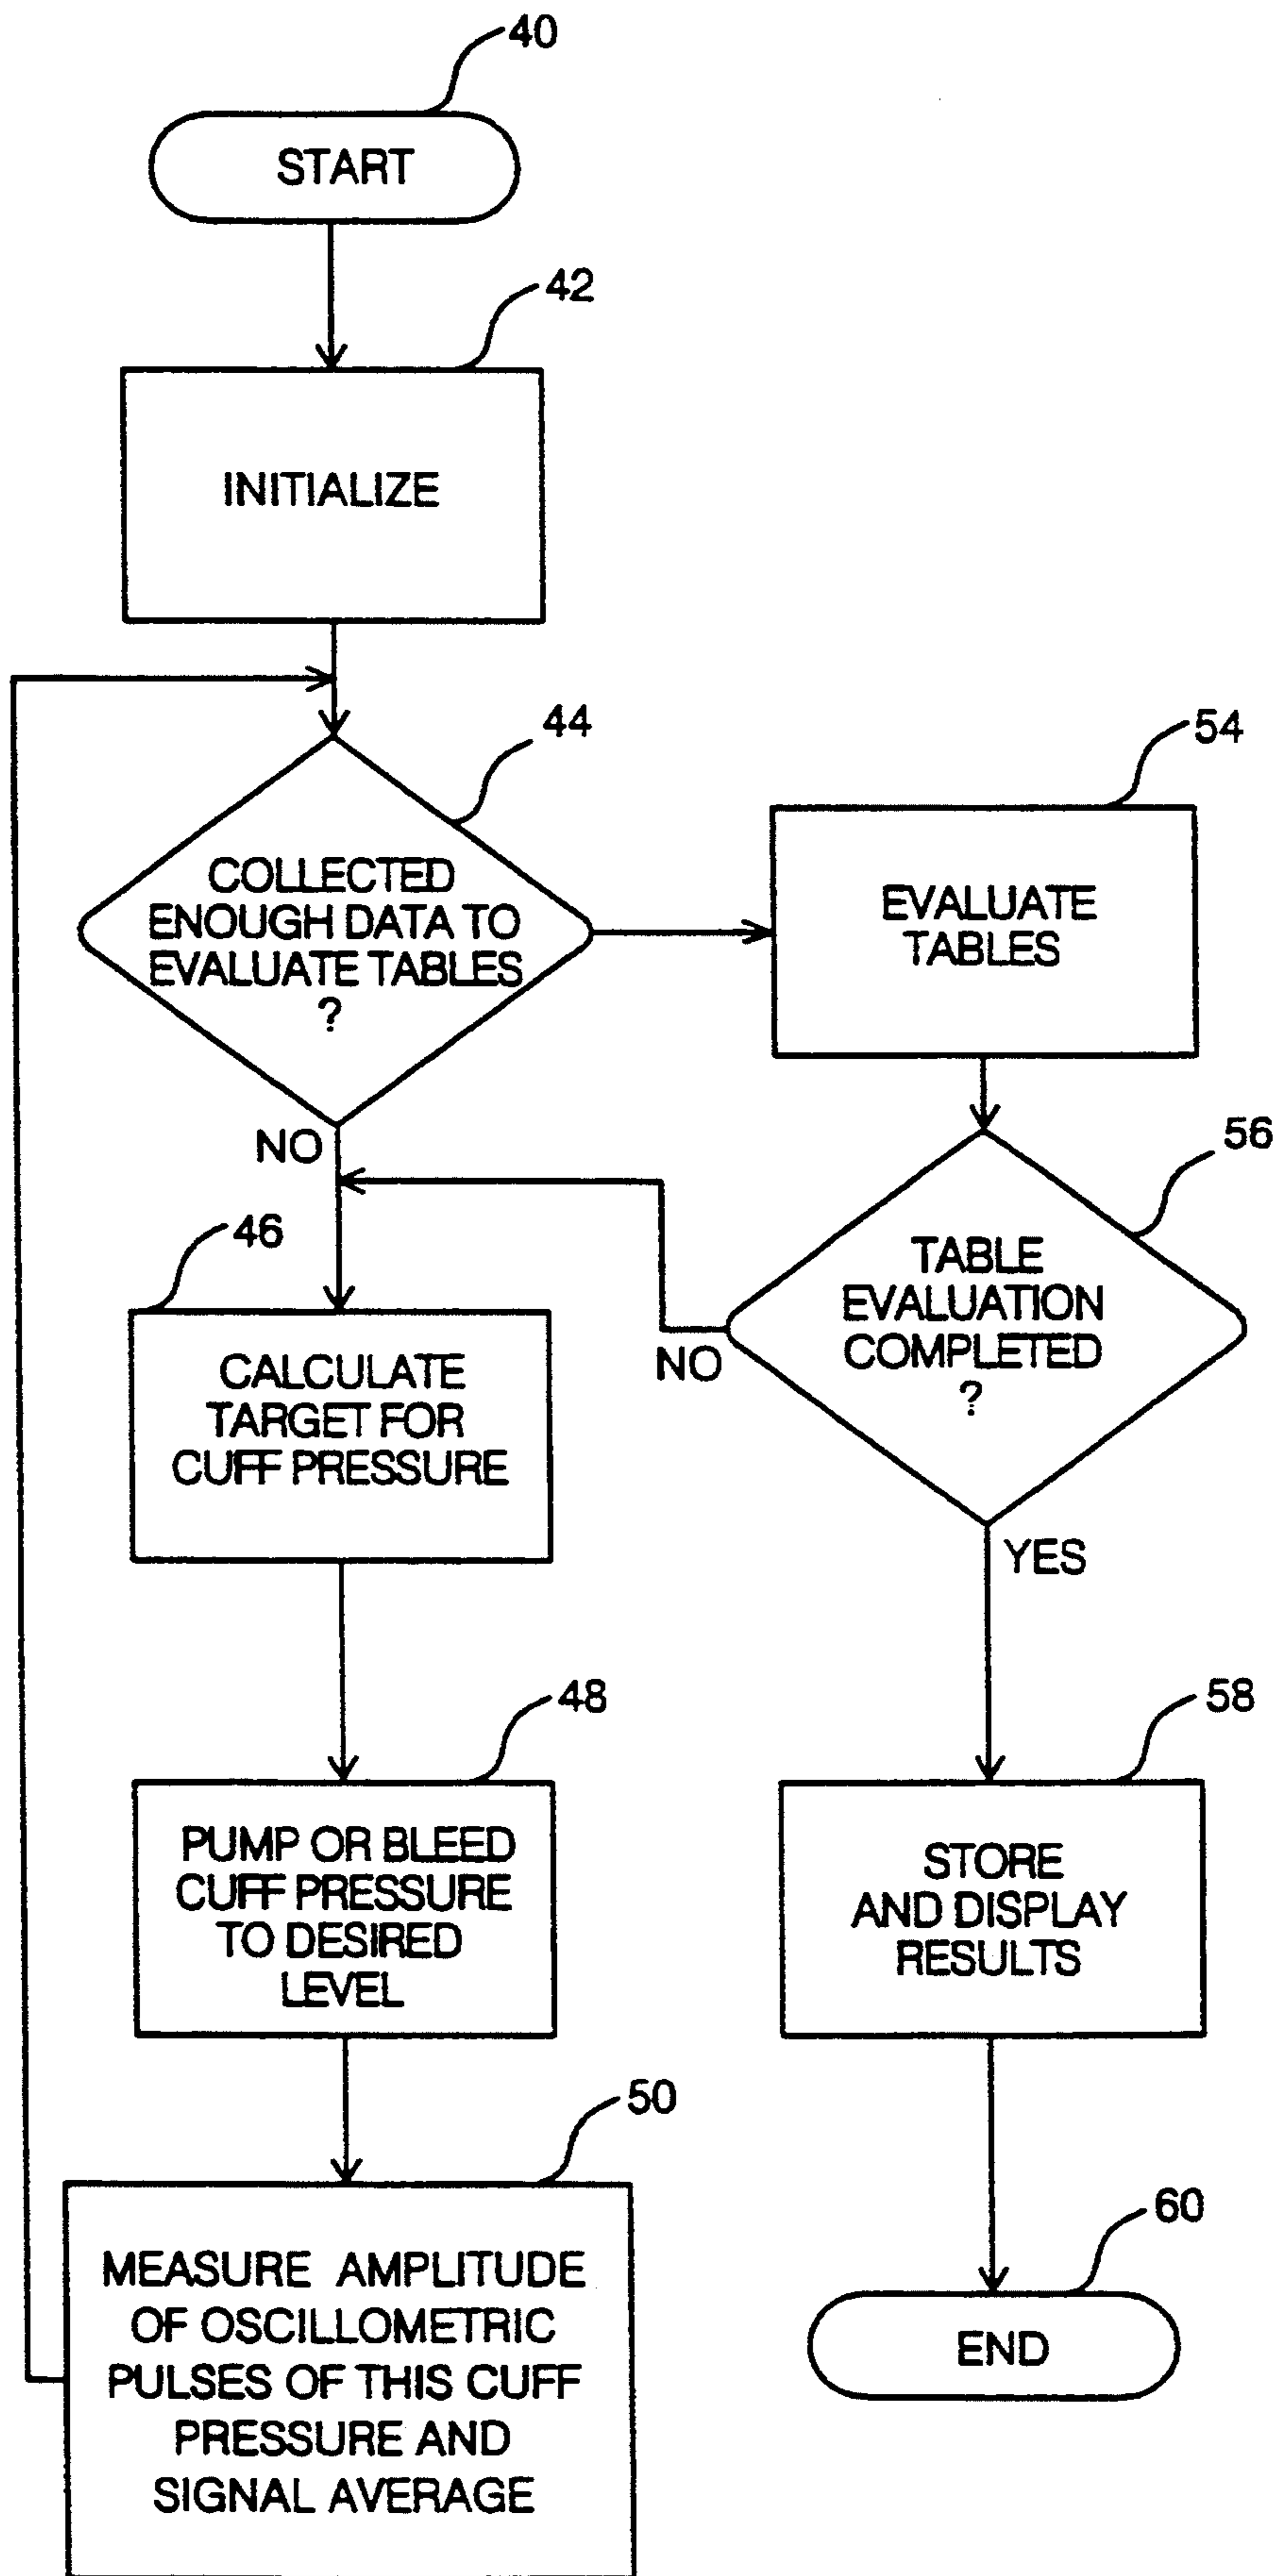 40
START
42
INITIALIZE
44
COLLECTED
ENOUGH DATA TO
EVALUATE TABLES
?
NO
54
EVALUATE
TABLES
56
TABLE
EVALUATION
COMPLETED
?
NO
YES
46
CALCULATE
TARGET FOR
CUFF PRESSURE
48
PUMP OR BLEED
CUFF PRESSURE
TO DESIRED
LEVEL
50
MEASURE AMPLITUDE
OF OSCILLOMETRIC
PULSES OF THIS CUFF
PRESSURE AND
SIGNAL AVERAGE
58
STORE
AND DISPLAY
RESULTS
60
END